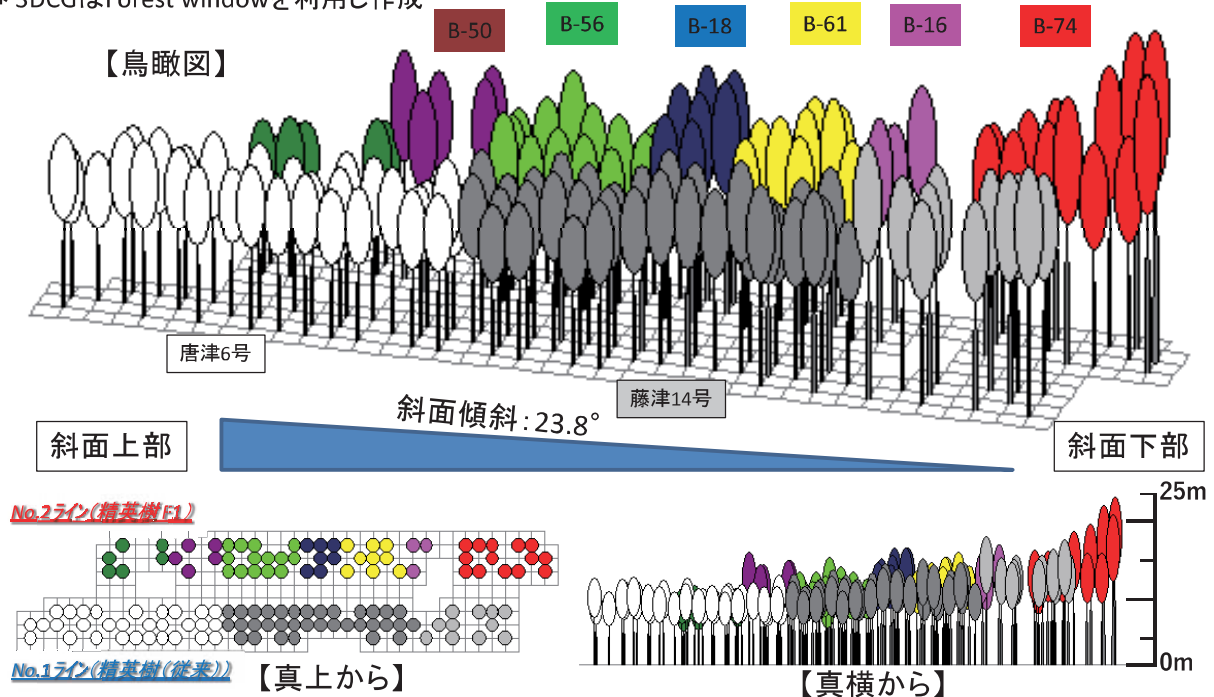 3DCGはForest windowを利用し作成
B-50 B-56 B-18 B-61 B-16 B-74
【鳥瞰図】
唐津6号
藤津14号
斜面傾斜:23.8°
斜面上部
斜面下部
No.2ライン(精英樹F1)
No.1ライン(精英樹(従来))
【真上から】
25m
10m
0m
【真横から】